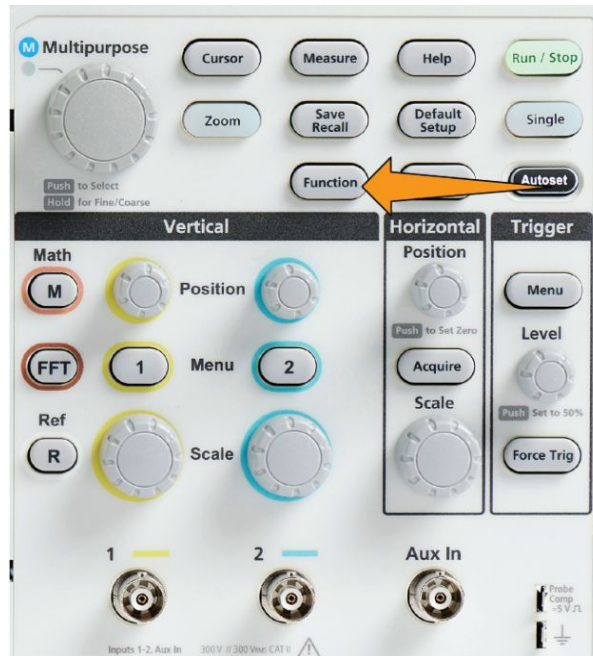 M Multipurpose
Cursor
Measure
Help
Run / Stop
Zoom
Save
Recall
Default
Setup
Single
Push to Select
Hold for Fine/Coarse
Function
Autoset
Vertical
Horizontal
Trigger
Math
M
Position
Position
Push to Set Zero
Menu
FFT
1
Menu
2
Acquire
Level
Push Set to 50%
Ref
R
Scale
Scale
Force Trig
1
2
Aux In
Inputs 1-2, Aux In
300 V
300 VRMS CAT II
Probe
Comp
~5 V